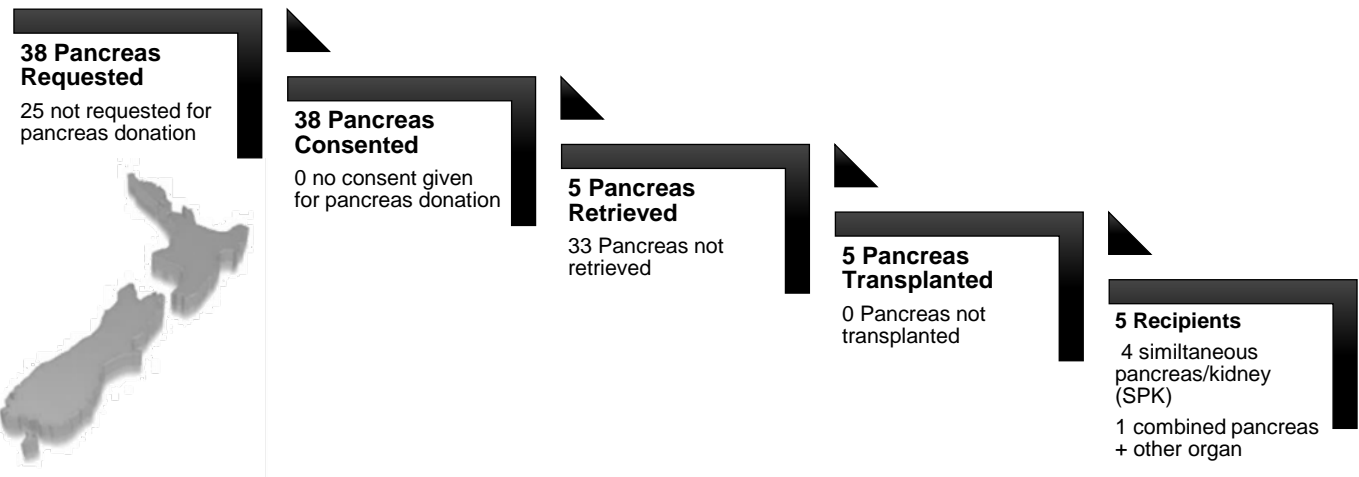 38 Pancreas
Requested
25 not requested for
pancreas donation
38 Pancreas
Consented
0 no consent given
for pancreas donation
5 Pancreas
Retrieved
33 Pancreas not
retrieved
5 Pancreas
Transplanted
0 Pancreas not
transplanted
5 Recipients
4 similtaneous
pancreas/kidney
(SPK)
1 combined pancreas
+ other organ